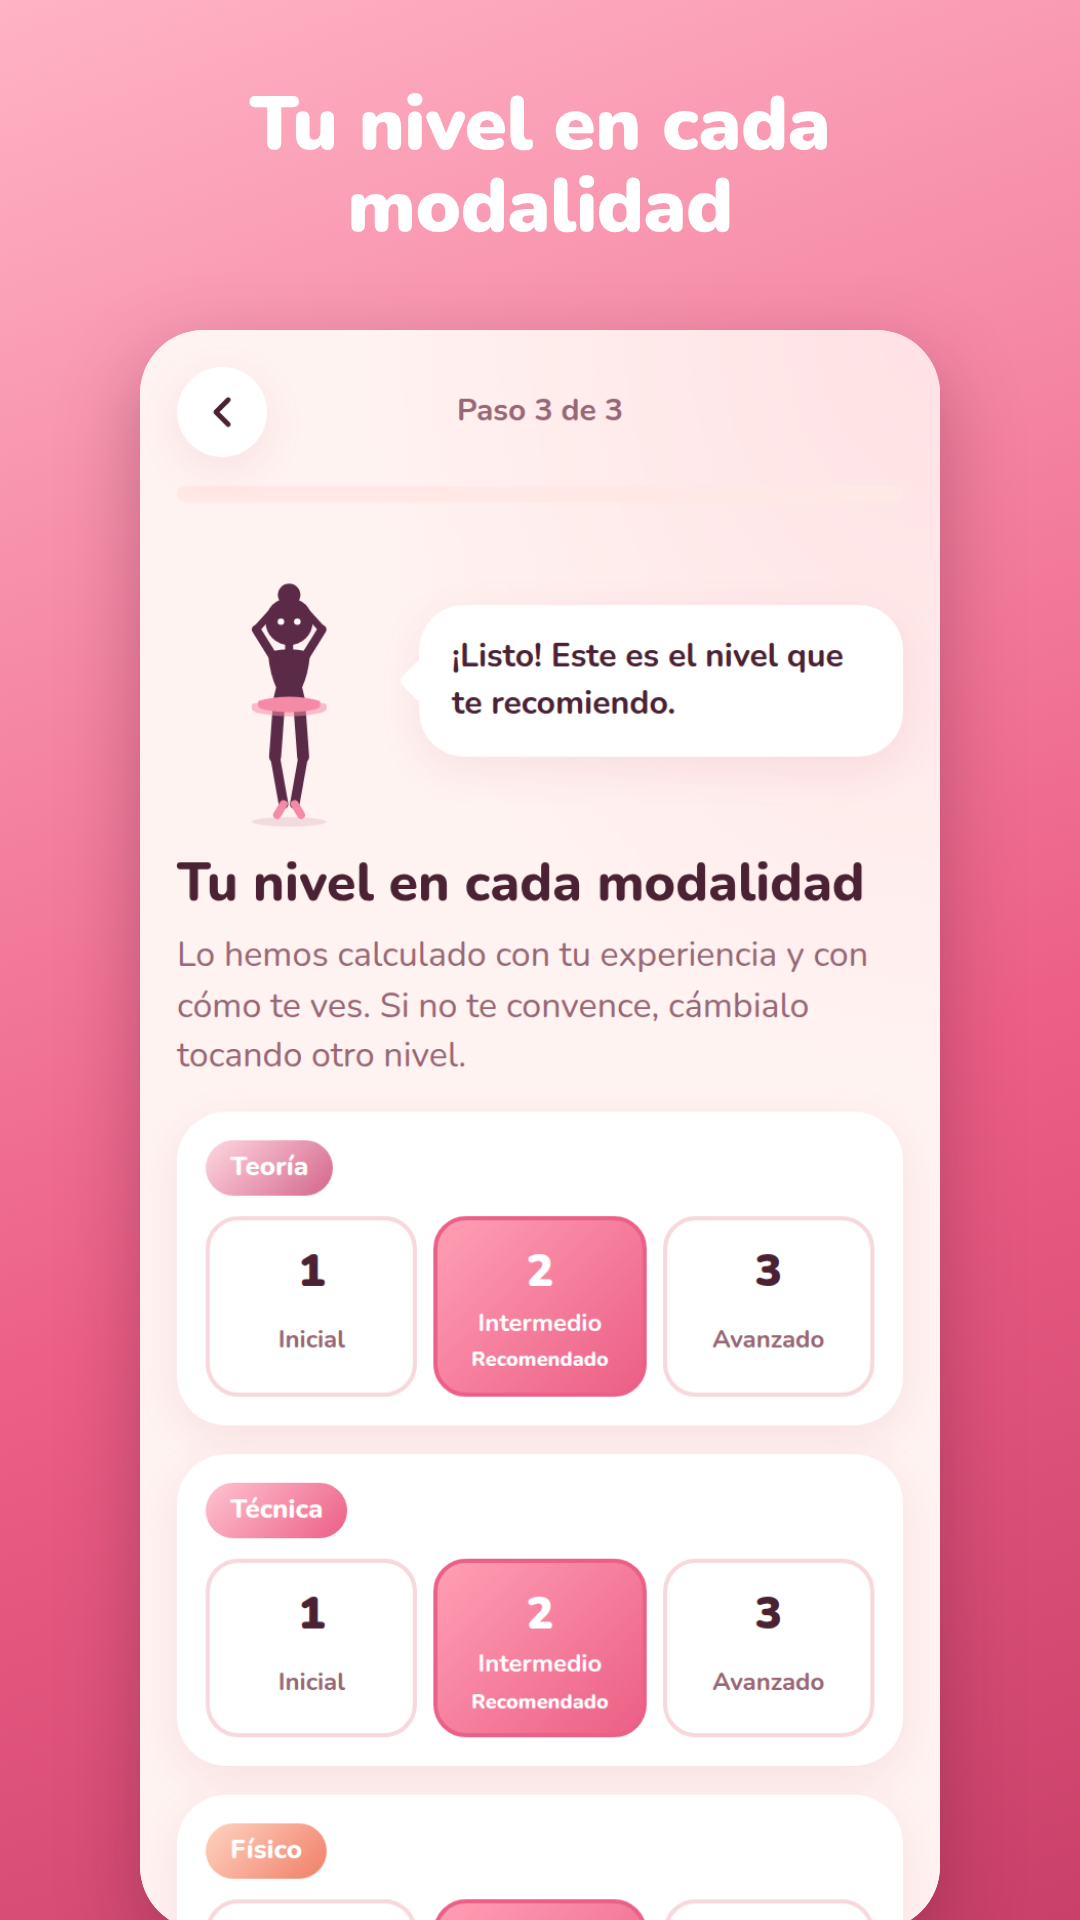 Tu nivel en cada
modalidad
Paso 3 de 3
¡Listo! Este es el nivel que
te recomiendo.
Tu nivel en cada modalidad
Lo hemos calculado con tu experiencia y con
cómo te ves. Si no te convence, cámbialo
tocando otro nivel.
Teoría
1
2
3
Inicial
Intermedio
Avanzado
Recomendado
Técnica
1
2
3
Inicial
Intermedio
Avanzado
Recomendado
Físico